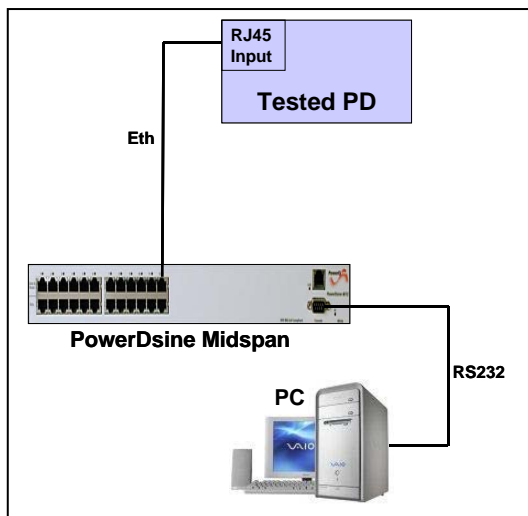 RJ45
Input
Tested PD
Eth
PowerDsine Midspan
RS232
PC
VAIO